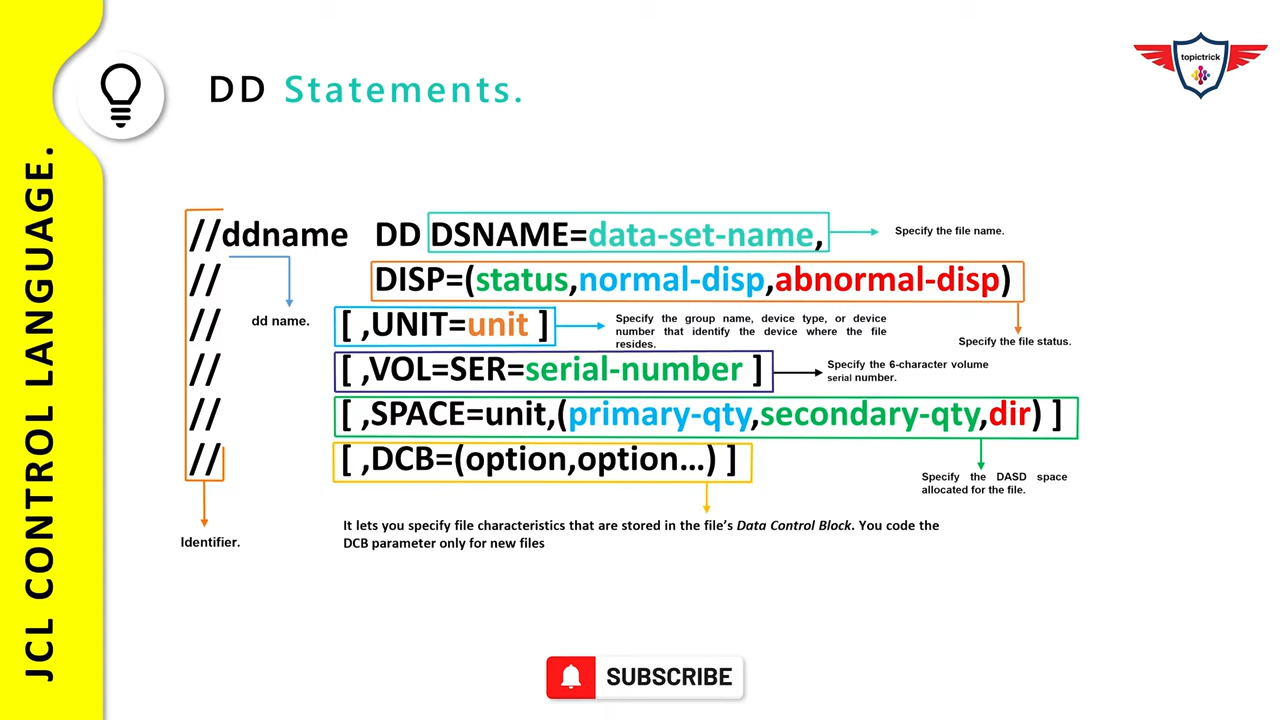 JCL CONTROL LANGUAGE.
DD Statements.
topictrick
//ddname DD DSNAME=data-set-name,
Specify the file name.
// DISP=(status,normal-disp,abnormal-disp)
dd name.
// [ ,UNIT=unit ]
Specify the group name, device type, or device
number that identify the device where the file
resides.
Specify the file status.
// [ ,VOL=SER=serial-number ]
Specify the 6-character volume
serial number.
// [ ,SPACE=unit,(primary-qty,secondary-qty,dir) ]
// [ ,DCB=(option,option...) ]
Specify the DASD space
allocated for the file.
Identifier.
It lets you specify file characteristics that are stored in the file’s Data Control Block. You code the
DCB parameter only for new files
SUBSCRIBE